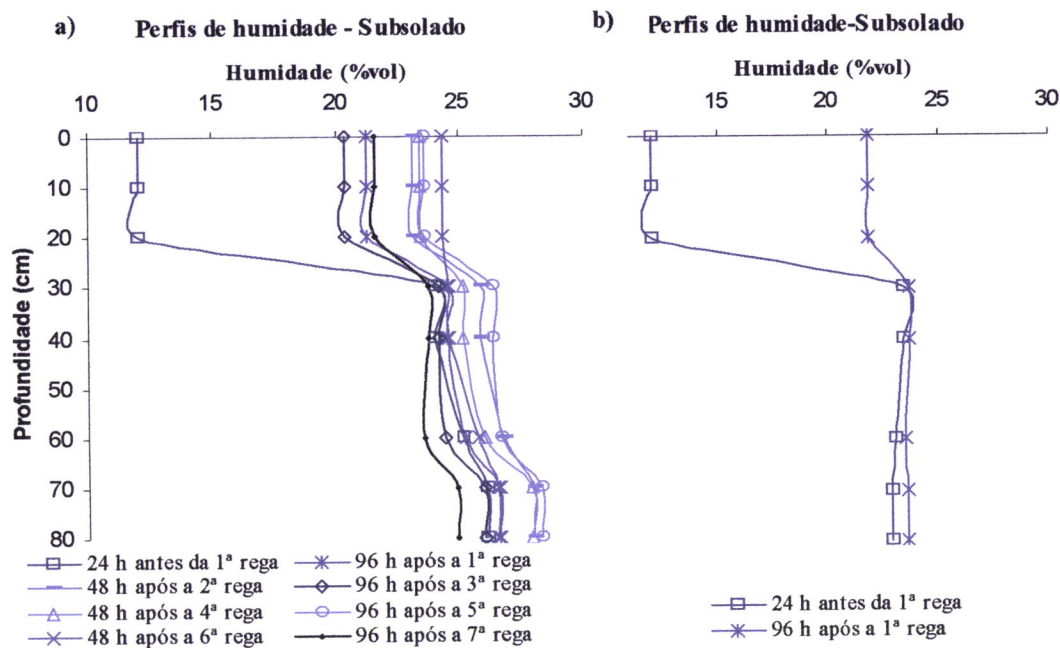 a) Perfis de humidade - Subsolado
Humidade (%vol)
10 15 20 25 30
0
10
20
30
40
50
60
70
80
Profundidade (cm)
24 h antes da 1ª rega
96 h após a 1ª rega
48 h após a 2ª rega
96 h após a 3ª rega
48 h após a 4ª rega
96 h após a 5ª rega
48 h após a 6ª rega
96 h após a 7ª rega
b) Perfis de humidade-Subsolado
Humidade (%vol)
15 20 25 30
24 h antes da 1ª rega
96 h após a 1ª rega